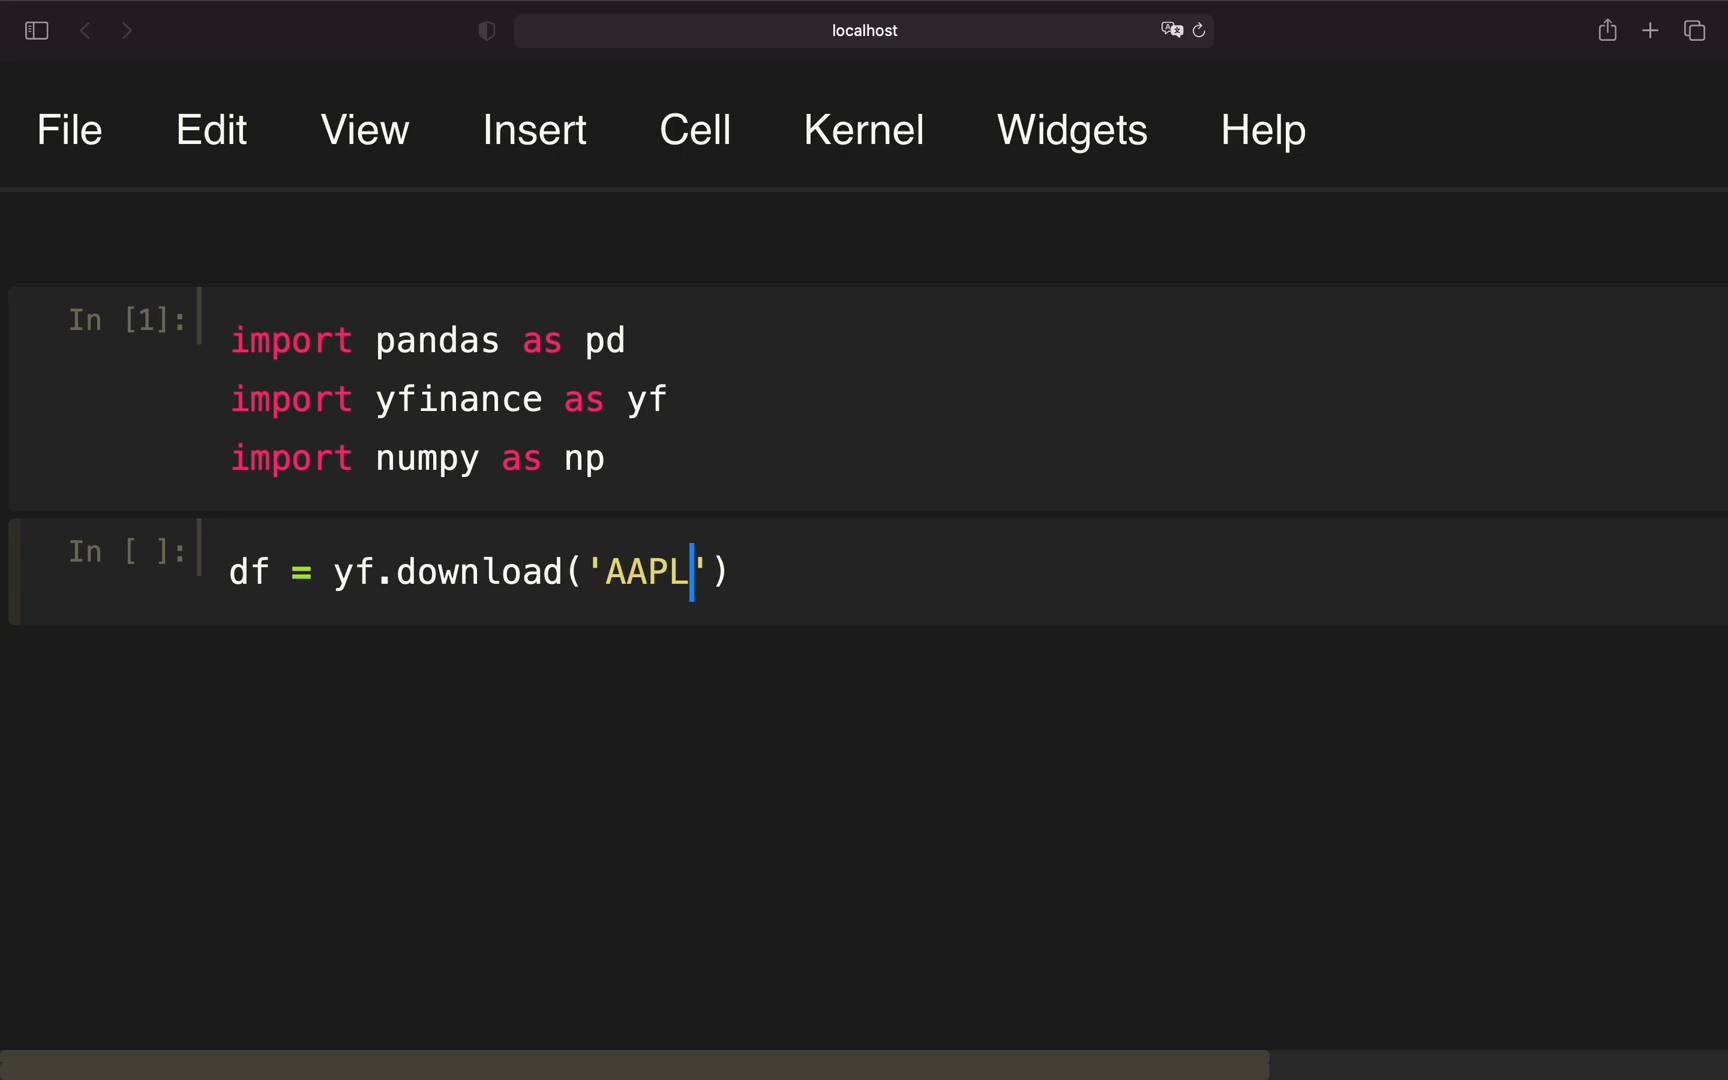 localhost
File Edit View Insert Cell Kernel Widgets Help
In [1]:
import pandas as pd
import yfinance as yf
import numpy as np
In [ ]:
df = yf.download('AAPL')